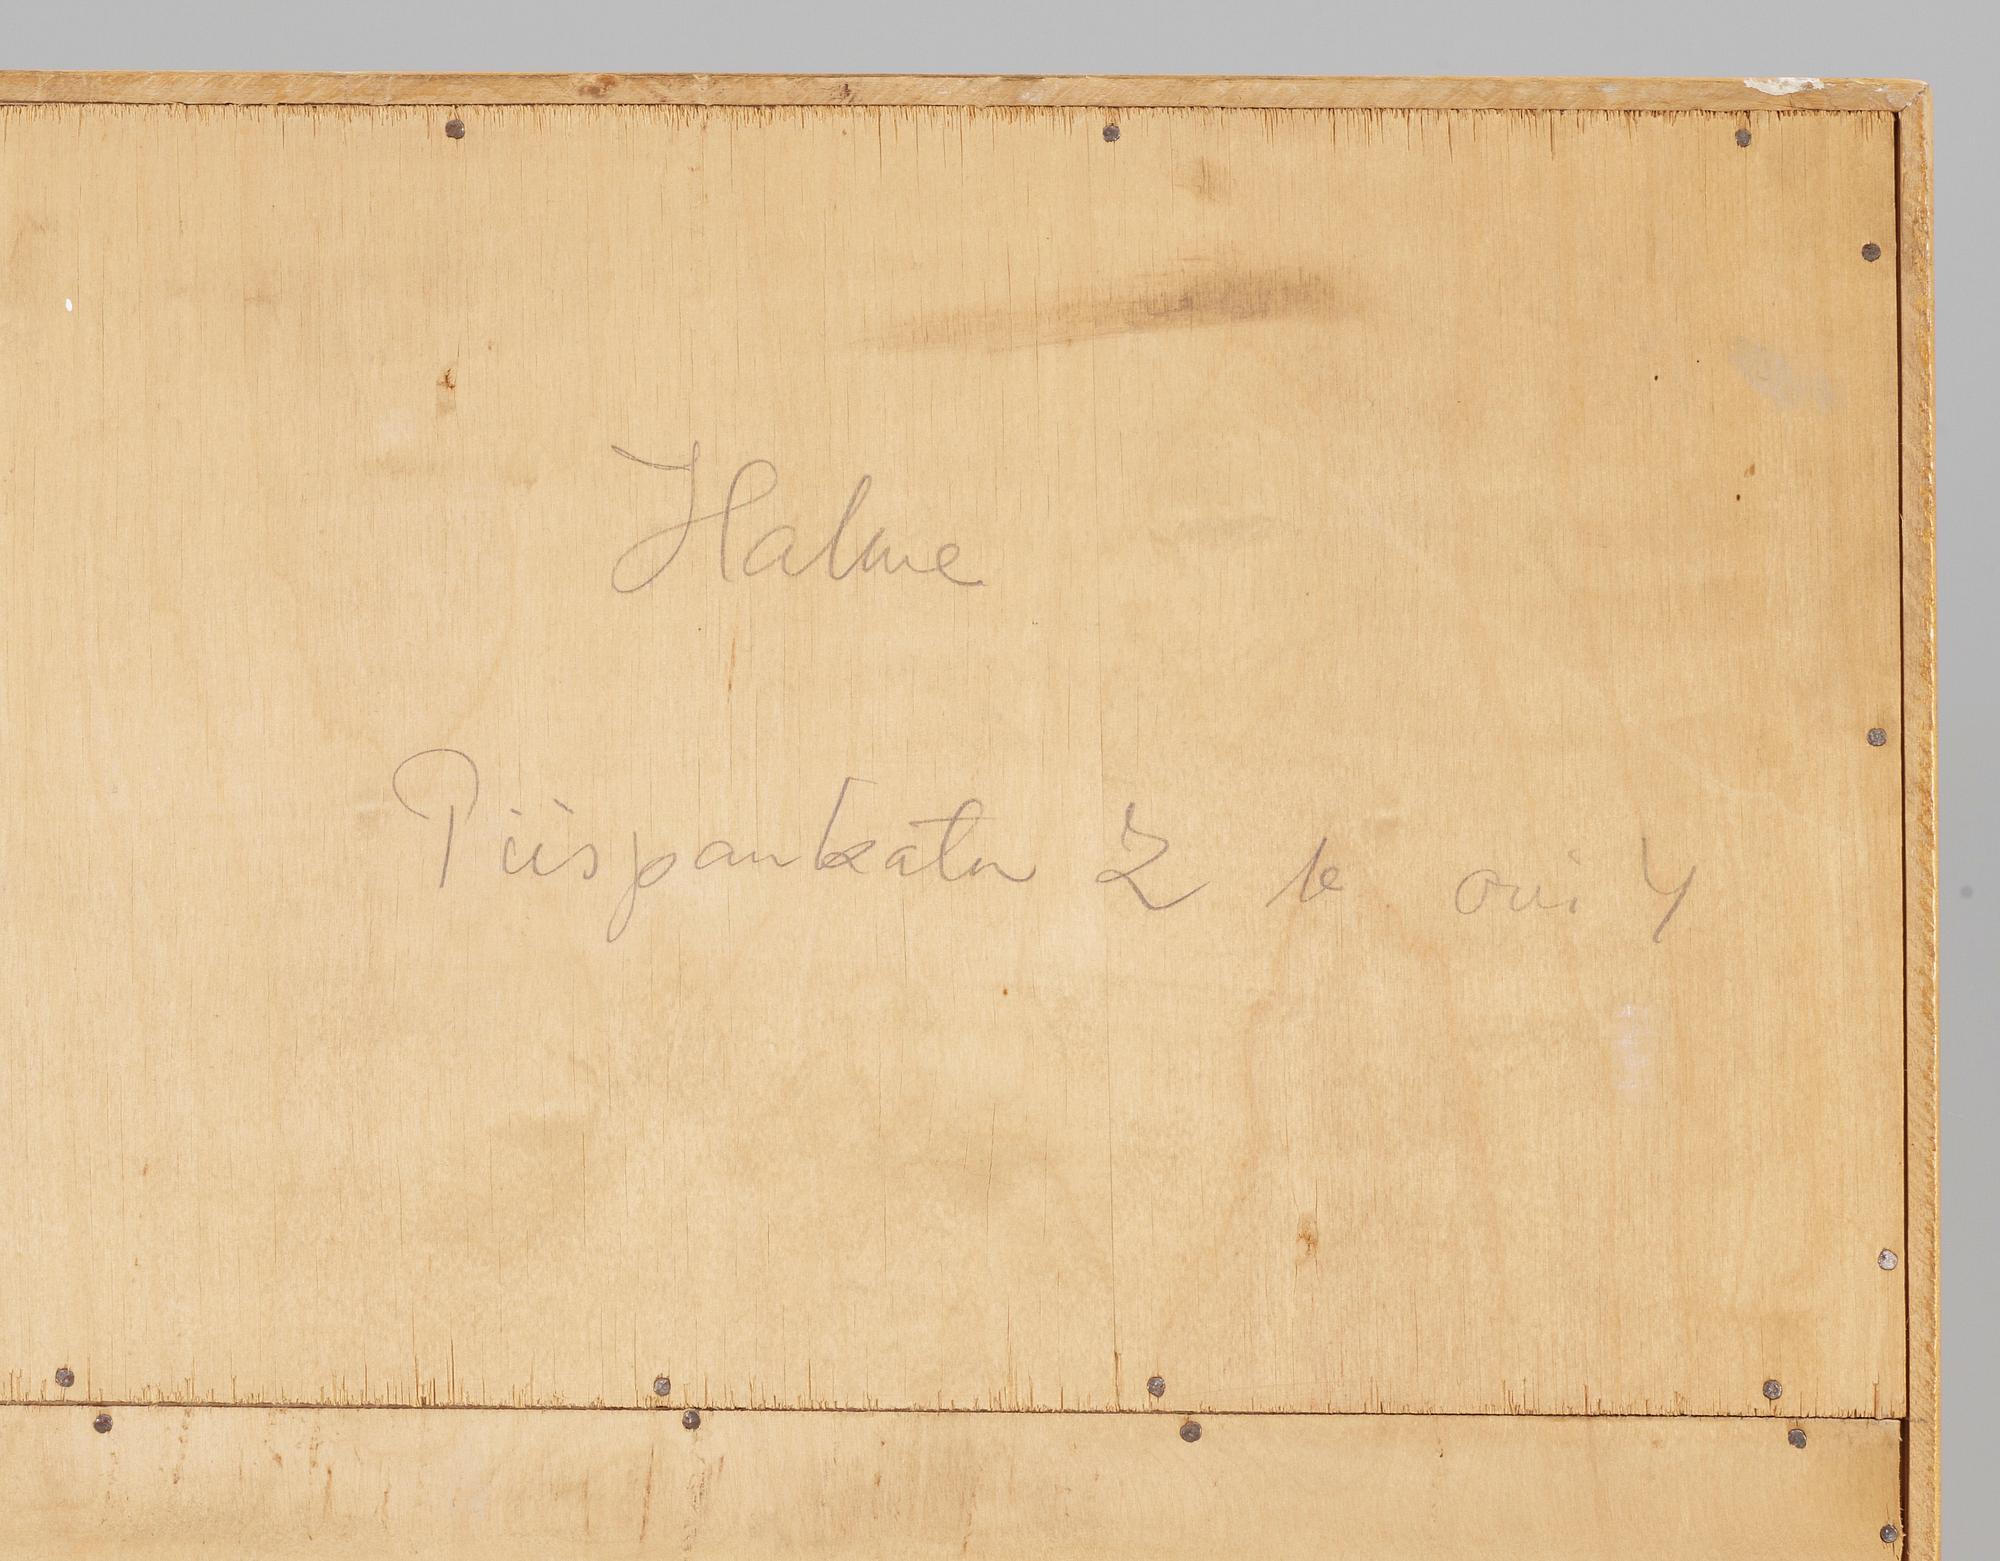 Halme
Piispankatu 2 b ovi 4